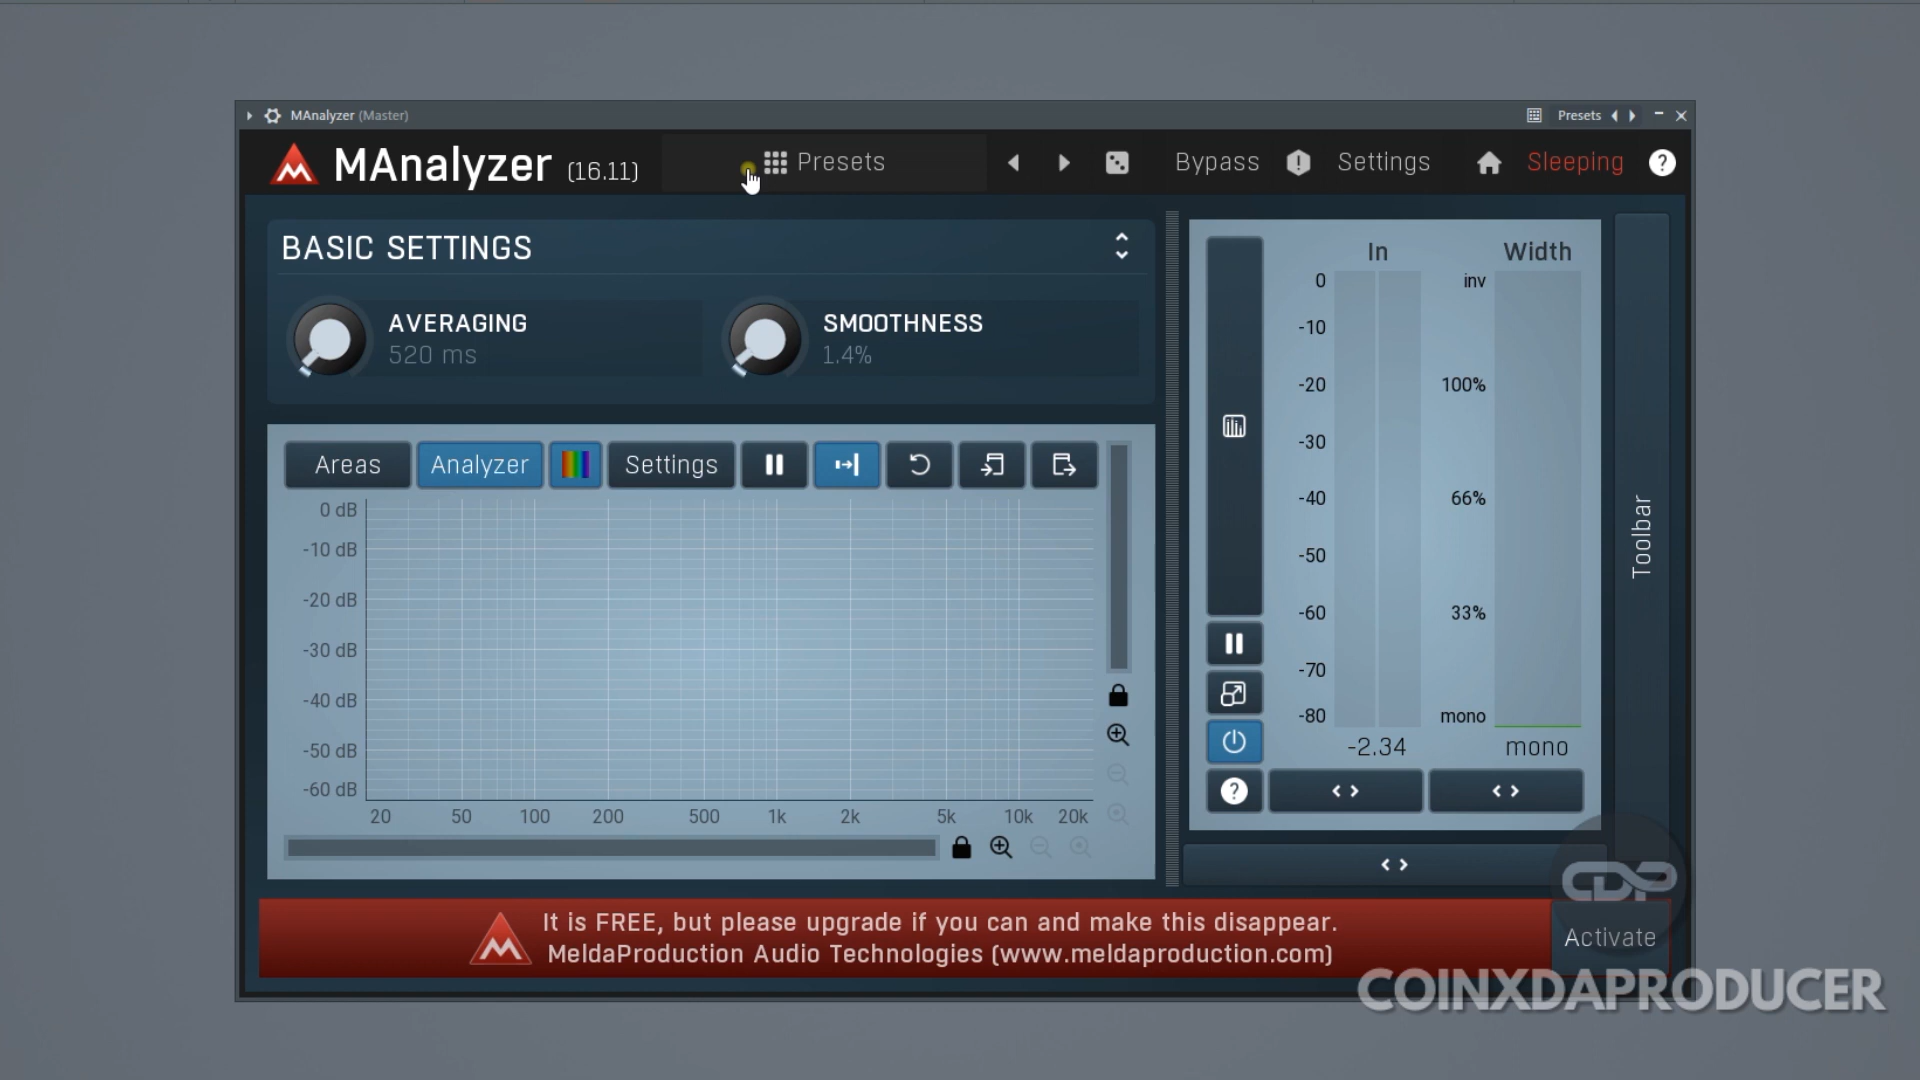 MAnalyzer (Master)
Presets
MAnalyzer (16.11)
Presets
Bypass
Settings
Sleeping
?
BASIC SETTINGS
AVERAGING
520 ms
SMOOTHNESS
1.4%
Areas
Analyzer
Settings
0 dB
-10 dB
-20 dB
-30 dB
-40 dB
-50 dB
-60 dB
20 50 100 200 500 1k 2k 5k 10k 20k
In
0
-10
-20
-30
-40
-50
-60
-70
-80
-2.34
Width
inv
100%
66%
33%
mono
mono
?
Toolbar
It is FREE, but please upgrade if you can and make this disappear.
MeldaProduction Audio Technologies (www.meldaproduction.com)
Activate
CDP
COINXDAPRODUCER